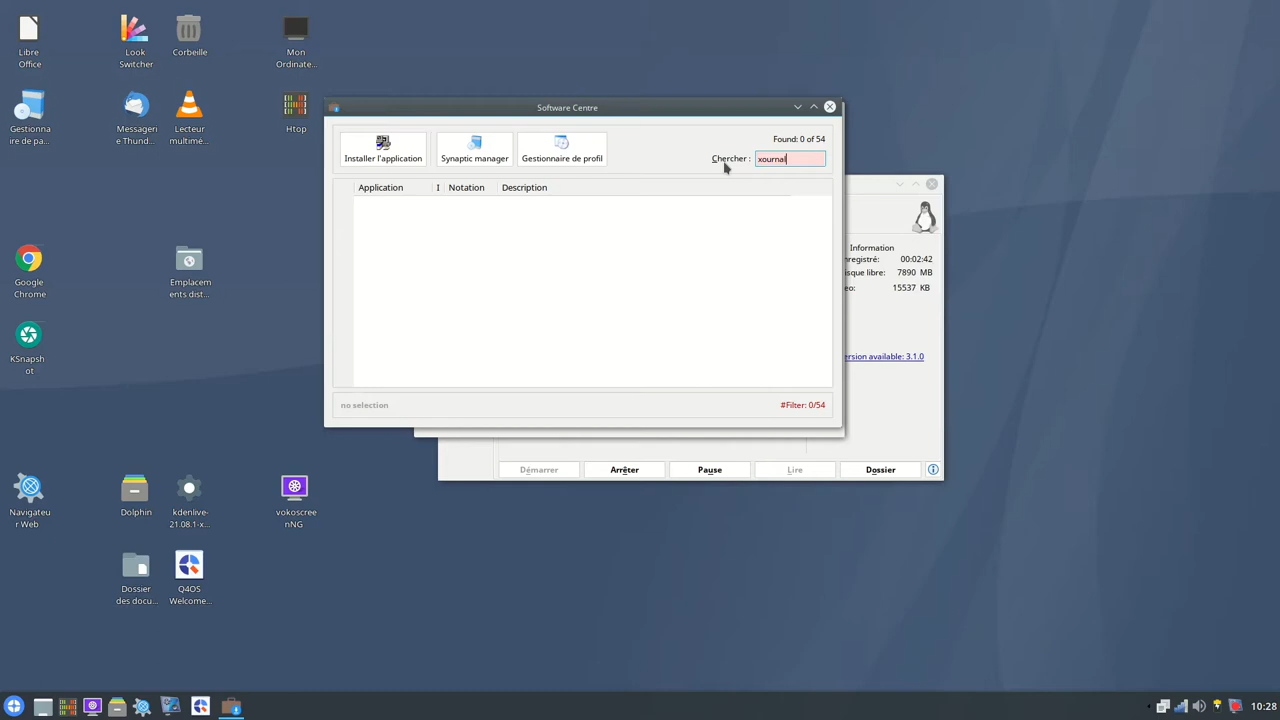 Libre
Office
Look
Switcher
Corbeille
Mon
Ordinate...
Gestionna
ire de pa...
Messageri
e Thund...
Lecteur
multimé...
Htop
Google
Chrome
Emplacem
ents dist...
KSnapsh
ot
Navigateu
r Web
Dolphin
kdenlive-
21.08.1-x...
vokoscree
nNG
Dossier
des docu...
Q4OS
Welcome...
Software Centre
Installer l'application
Synaptic manager
Gestionnaire de profil
Found: 0 of 54
Chercher :
xournal
Application
I
Notation
Description
no selection
#Filter: 0/54
Information
nregistré:
00:02:42
isque libre:
7890 MB
eo:
15537 KB
ersion available: 3.1.0
Démarrer
Arrêter
Pause
Lire
Dossier
10:28